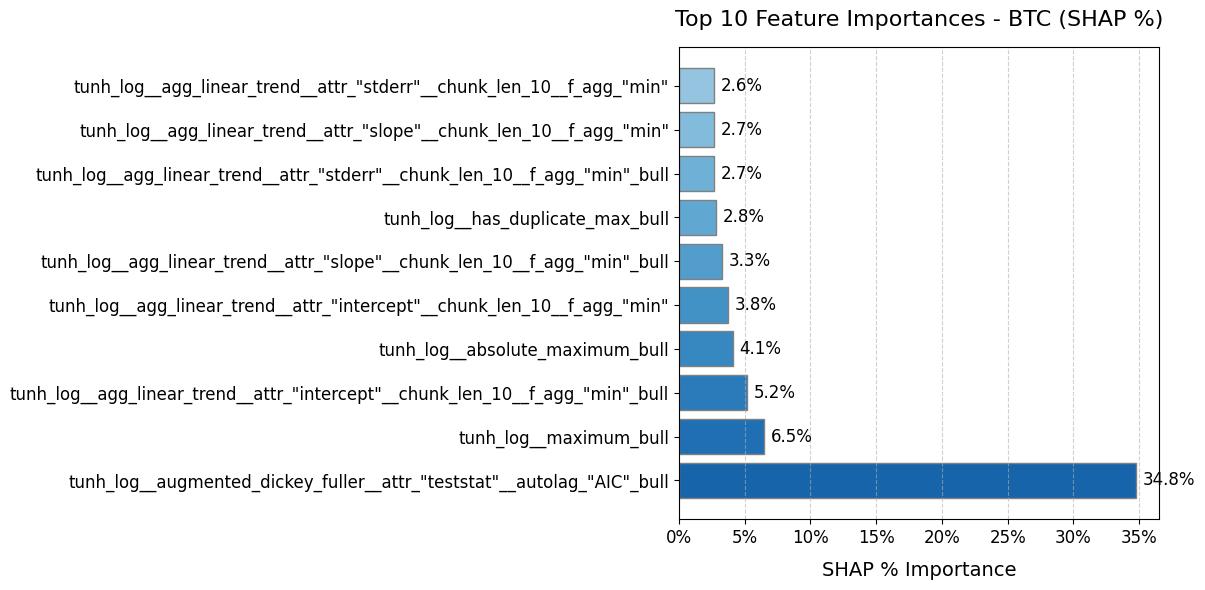 Top 10 Feature Importances - BTC (SHAP %)
tunh_log__agg_linear_trend__attr_"stderr"__chunk_len_10__f_agg_"min" 2.6%
tunh_log__agg_linear_trend__attr_"slope"__chunk_len_10__f_agg_"min" 2.7%
tunh_log__agg_linear_trend__attr_"stderr"__chunk_len_10__f_agg_"min"_bull 2.7%
tunh_log__has_duplicate_max_bull 2.8%
tunh_log__agg_linear_trend__attr_"slope"__chunk_len_10__f_agg_"min"_bull 3.3%
tunh_log__agg_linear_trend__attr_"intercept"__chunk_len_10__f_agg_"min" 3.8%
tunh_log__absolute_maximum_bull 4.1%
tunh_log__agg_linear_trend__attr_"intercept"__chunk_len_10__f_agg_"min"_bull 5.2%
tunh_log__maximum_bull 6.5%
tunh_log__augmented_dickey_fuller__attr_"teststat"__autolag_"AIC"_bull 34.8%
0% 5% 10% 15% 20% 25% 30% 35%
SHAP % Importance